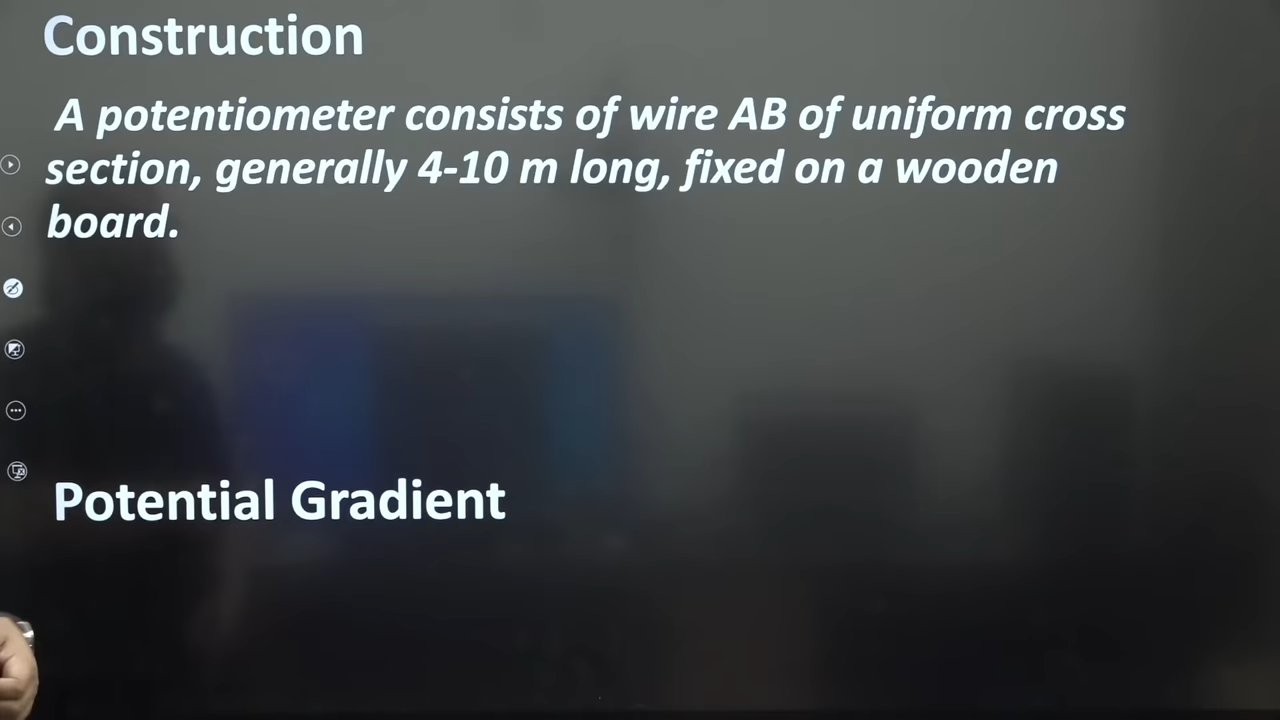 Construction
A potentiometer consists of wire AB of uniform cross
section, generally 4-10 m long, fixed on a wooden
board.
Potential Gradient